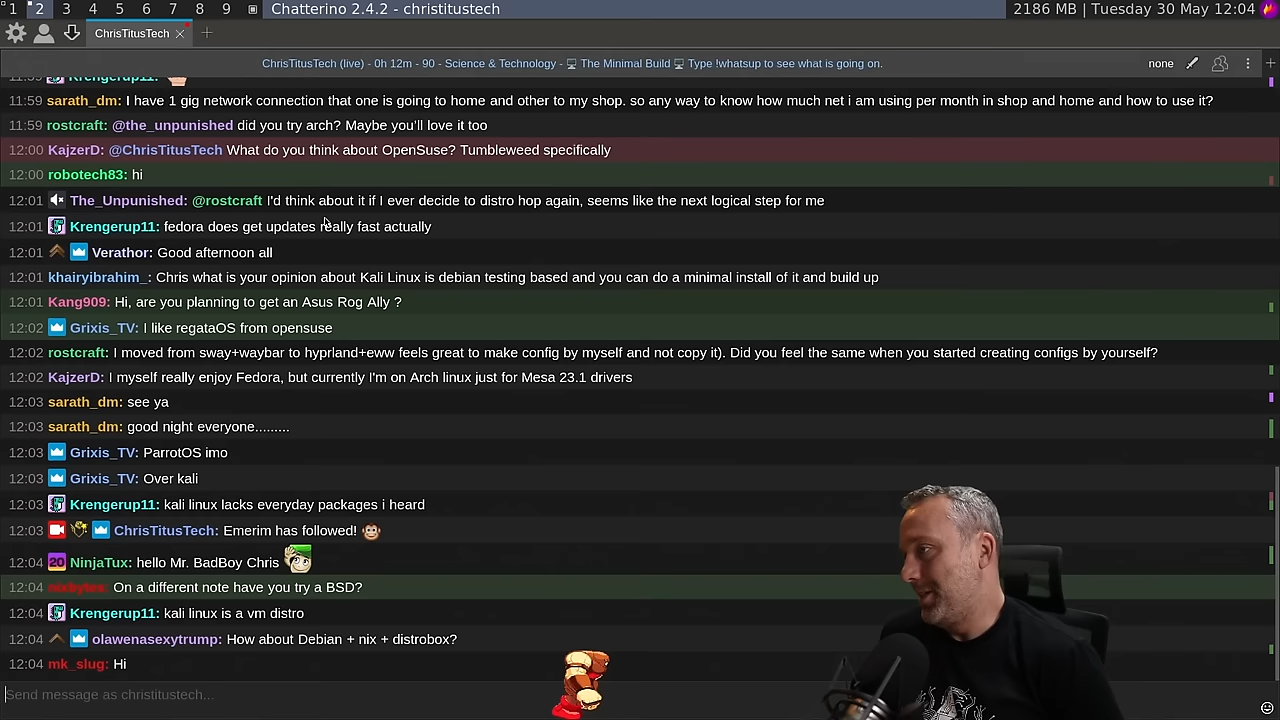 1 2 3 4 5 6 7 8 9 Chatterino 2.4.2 - christitustech 2186 MB | Tuesday 30 May 12:04
ChrisTitusTech
ChrisTitusTech (live) - 0h 12m - 90 - Science & Technology - 🖥 The Minimal Build 🖥 Type !whatsup to see what is going on. none
11:59 Krengerup11:
11:59 sarath_dm: I have 1 gig network connection that one is going to home and other to my shop. so any way to know how much net i am using per month in shop and home and how to use it?
11:59 rostcraft: @the_unpunished did you try arch? Maybe you'll love it too
12:00 KajzerD: @ChrisTitusTech What do you think about OpenSuse? Tumbleweed specifically
12:00 robotech83: hi
12:01 The_Unpunished: @rostcraft I'd think about it if I ever decide to distro hop again, seems like the next logical step for me
12:01 Krengerup11: fedora does get updates really fast actually
12:01 Verathor: Good afternoon all
12:01 khairyibrahim_: Chris what is your opinion about Kali Linux is debian testing based and you can do a minimal install of it and build up
12:01 Kang909: Hi, are you planning to get an Asus Rog Ally ?
12:02 Grixis_TV: I like regataOS from opensuse
12:02 rostcraft: I moved from sway+waybar to hyprland+eww feels great to make config by myself and not copy it). Did you feel the same when you started creating configs by yourself?
12:02 KajzerD: I myself really enjoy Fedora, but currently I'm on Arch linux just for Mesa 23.1 drivers
12:03 sarath_dm: see ya
12:03 sarath_dm: good night everyone.........
12:03 Grixis_TV: ParrotOS imo
12:03 Grixis_TV: Over kali
12:03 Krengerup11: kali linux lacks everyday packages i heard
12:03 ChrisTitusTech: Emerim has followed! 🐵
12:04 20 NinjaTux: hello Mr. BadBoy Chris
12:04 nixbytes: On a different note have you try a BSD?
12:04 Krengerup11: kali linux is a vm distro
12:04 olawenasexytrump: How about Debian + nix + distrobox?
12:04 mk_slug: Hi
Send message as christitustech...